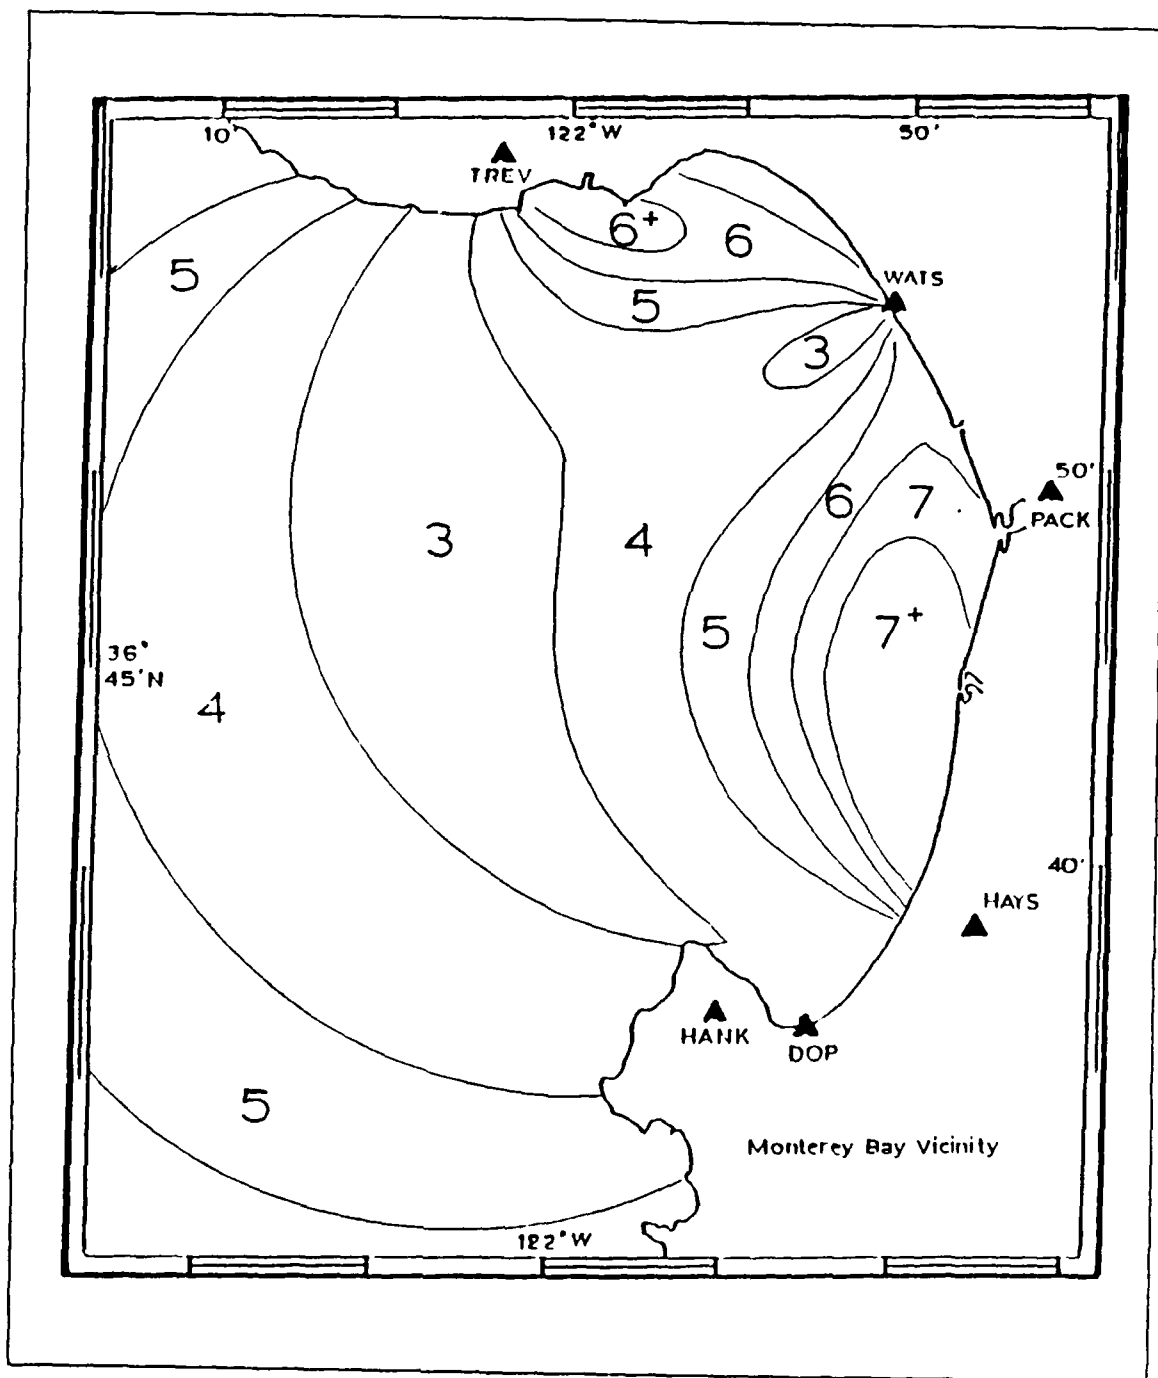 10'
122°W
50'
TREV
6+
6
5
WATS
5
3
50'
6
7
PACK
3
4
5
7+
36°
45'N
4
40'
HAYS
HANK
DOP
5
Monterey Bay Vicinity
122°W